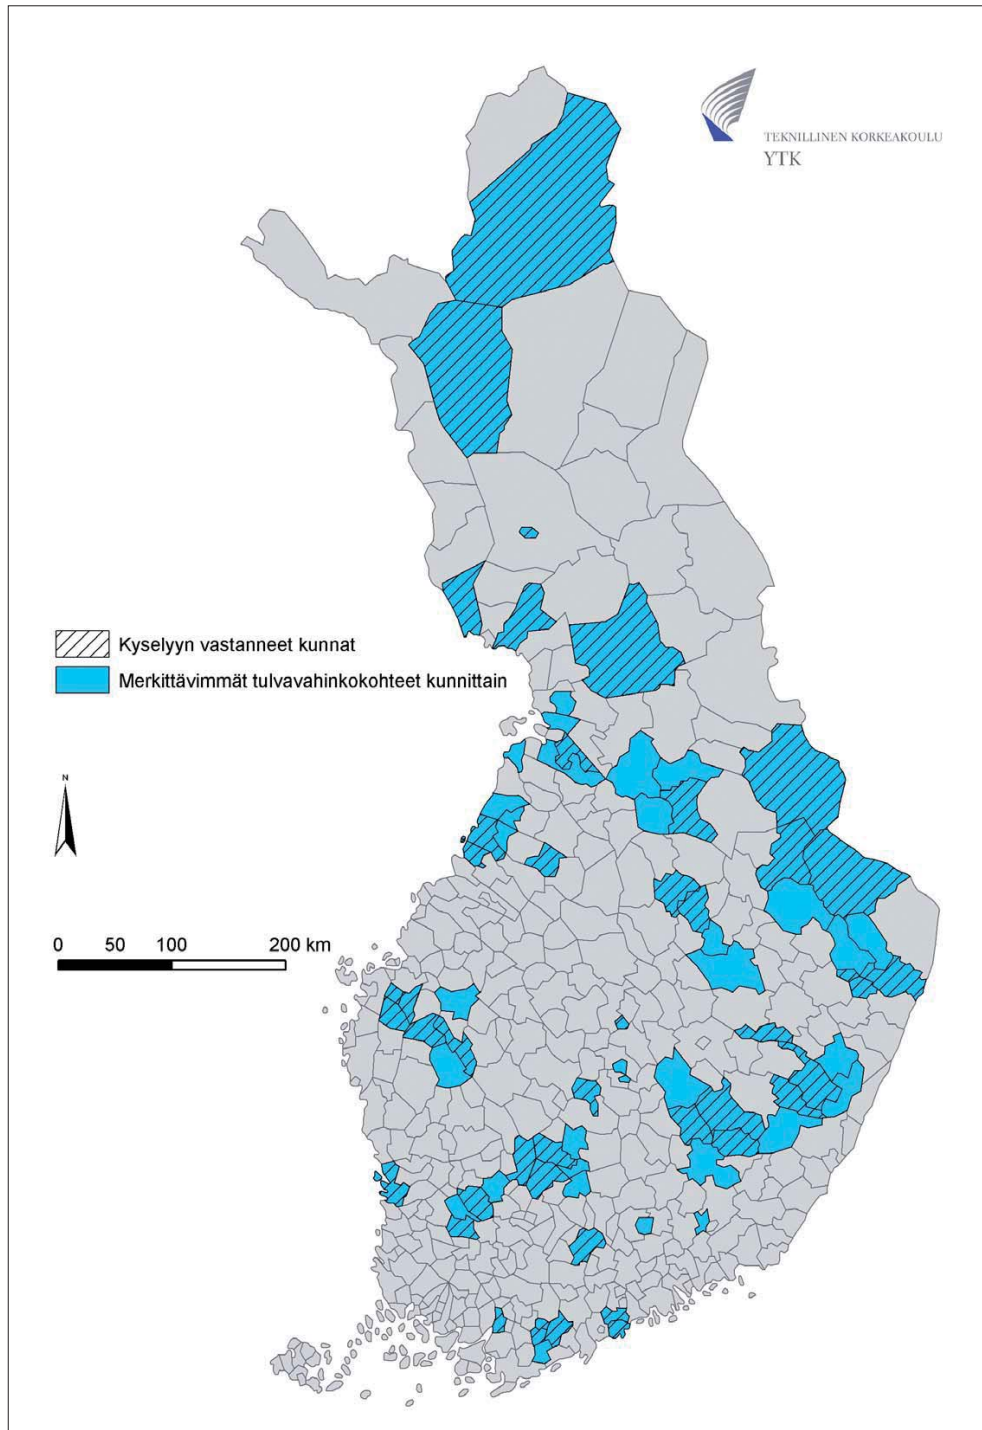 TEKNILLINEN KORKEAKOULU
YTK
Kyselyyn vastanneet kunnat
Merkittävimmät tulvavahinkokohteet kunnittain
N
0 50 100 200 km